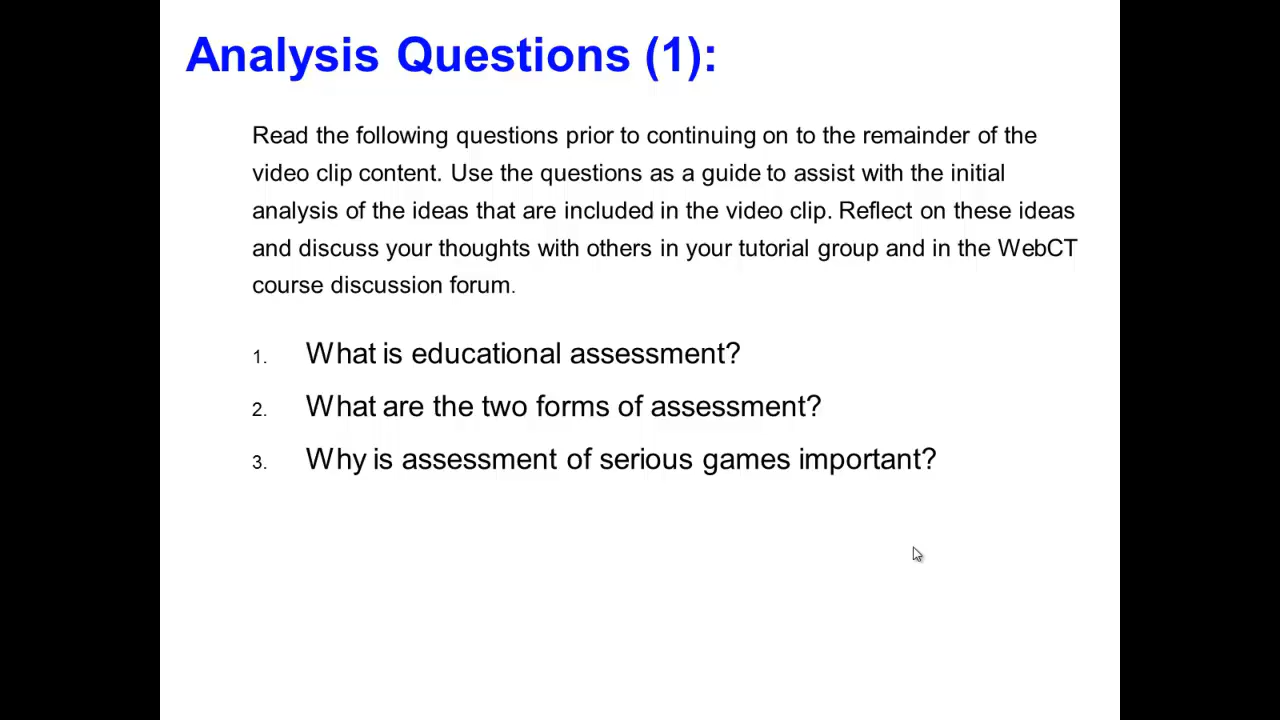 Analysis Questions (1):
Read the following questions prior to continuing on to the remainder of the
video clip content. Use the questions as a guide to assist with the initial
analysis of the ideas that are included in the video clip. Reflect on these ideas
and discuss your thoughts with others in your tutorial group and in the WebCT
course discussion forum.
1. What is educational assessment?
2. What are the two forms of assessment?
3. Why is assessment of serious games important?